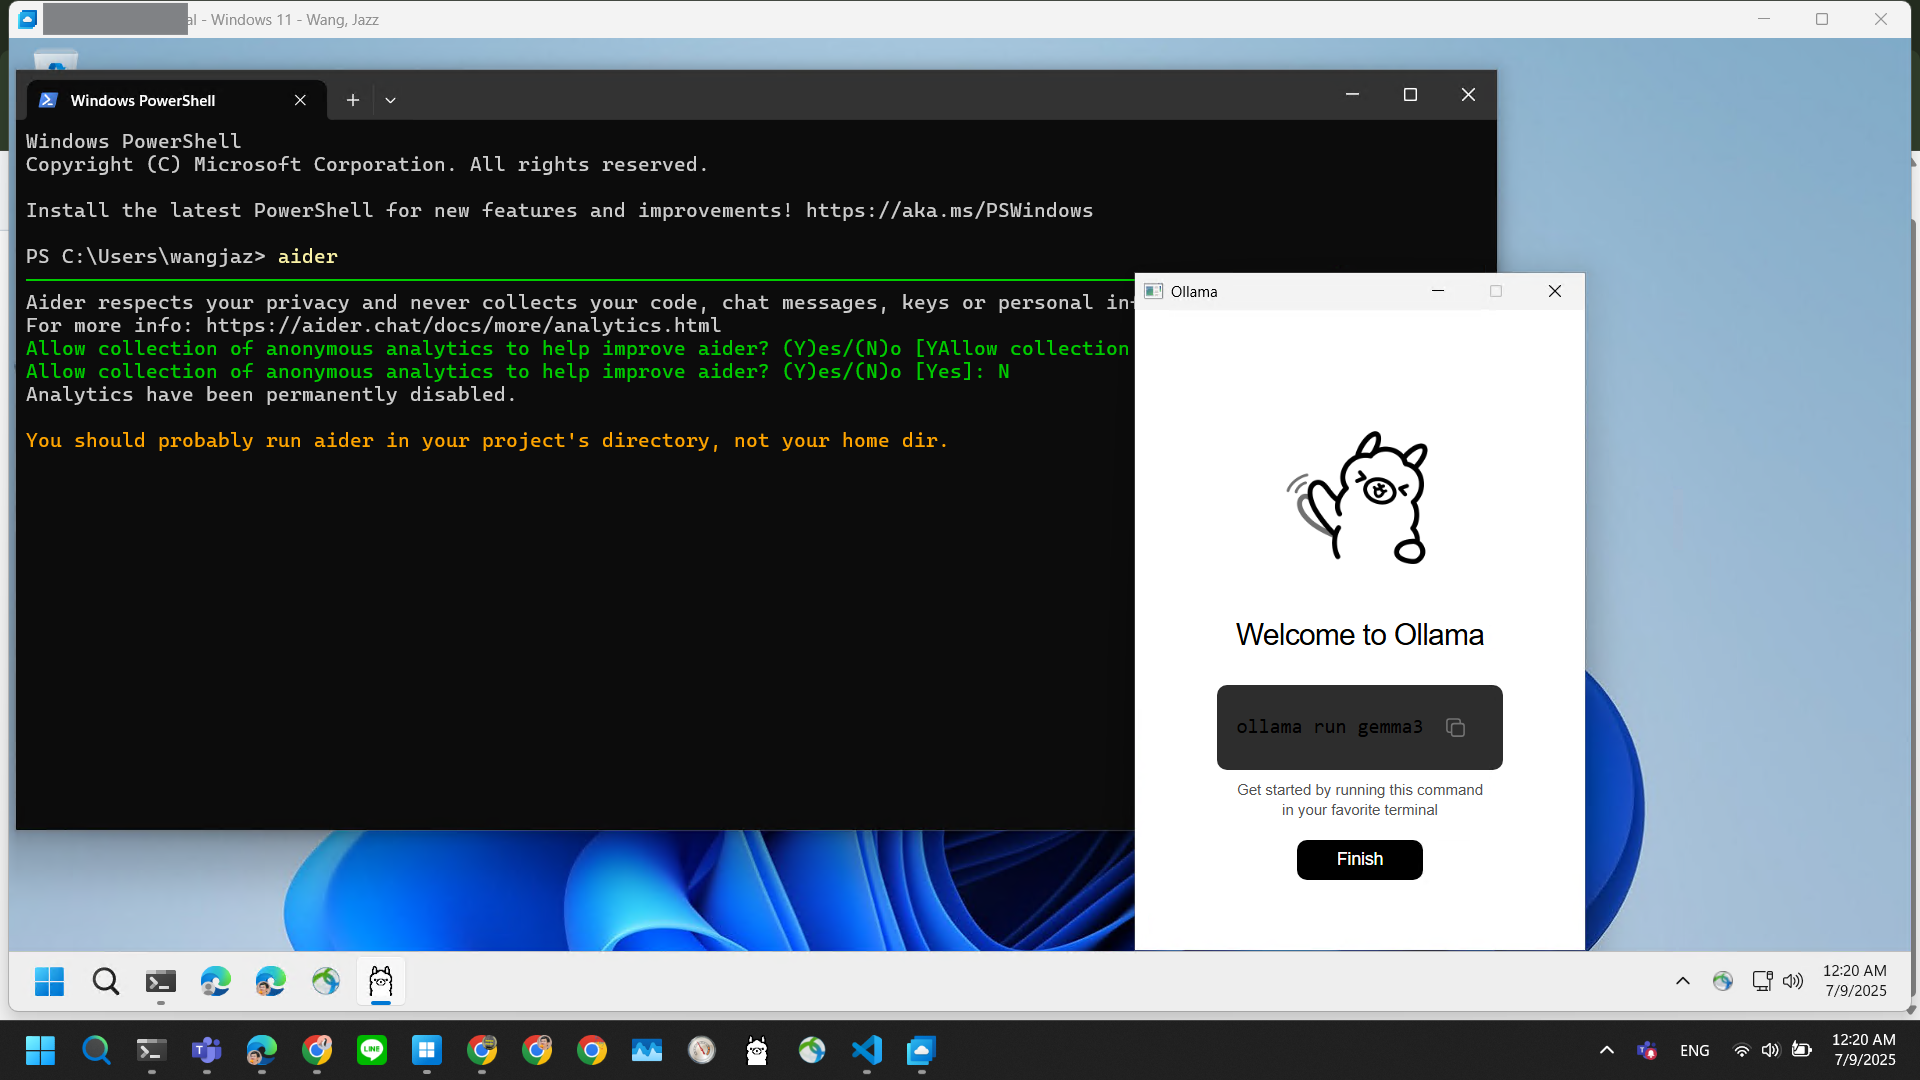 al - Windows 11 - Wang, Jazz
Windows PowerShell
Windows PowerShell
Copyright (C) Microsoft Corporation. All rights reserved.
Install the latest PowerShell for new features and improvements! https://aka.ms/PSWindows
PS C:\Users\wangjaz> aider
Aider respects your privacy and never collects your code, chat messages, keys or personal in
For more info: https://aider.chat/docs/more/analytics.html
Allow collection of anonymous analytics to help improve aider? (Y)es/(N)o [YAllow collection
Allow collection of anonymous analytics to help improve aider? (Y)es/(N)o [Yes]: N
Analytics have been permanently disabled.
You should probably run aider in your project's directory, not your home dir.
Ollama
Welcome to Ollama
ollama run gemma3
Get started by running this command
in your favorite terminal
Finish
12:20 AM
7/9/2025
LINE
ENG
12:20 AM
7/9/2025